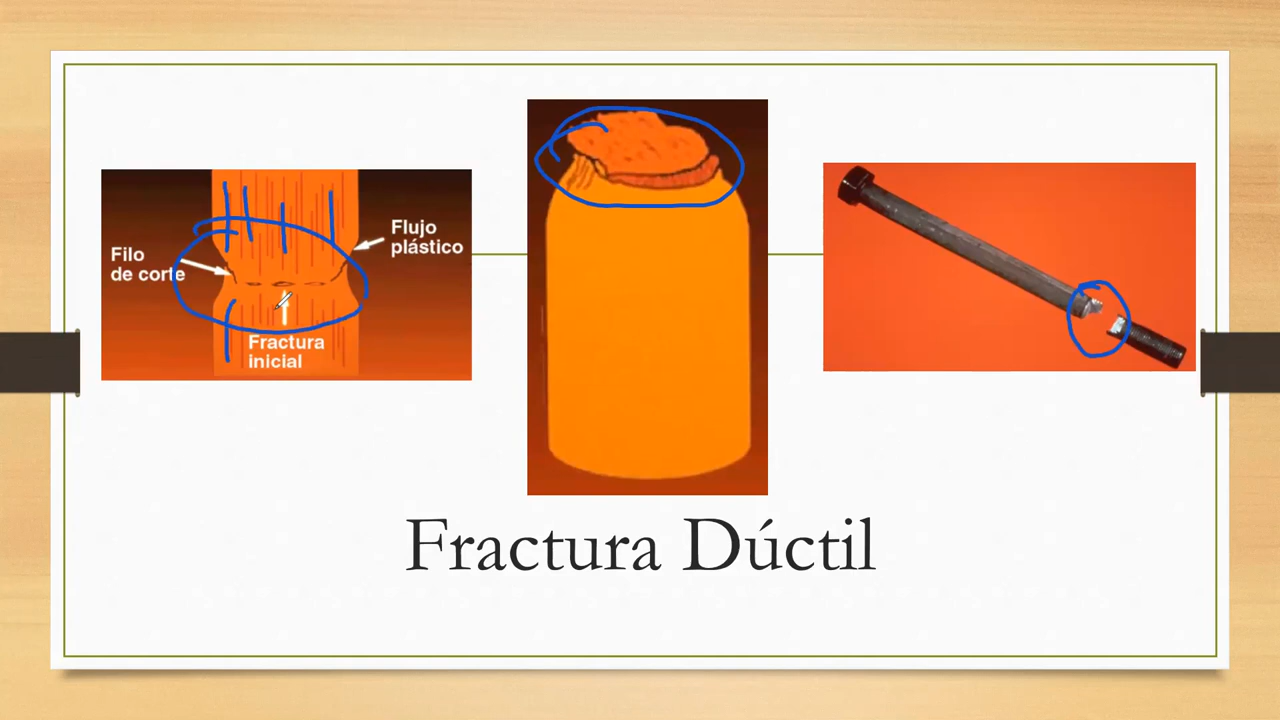 Filo
de corte
Flujo
plástico
Fractura
inicial
Fractura Dúctil